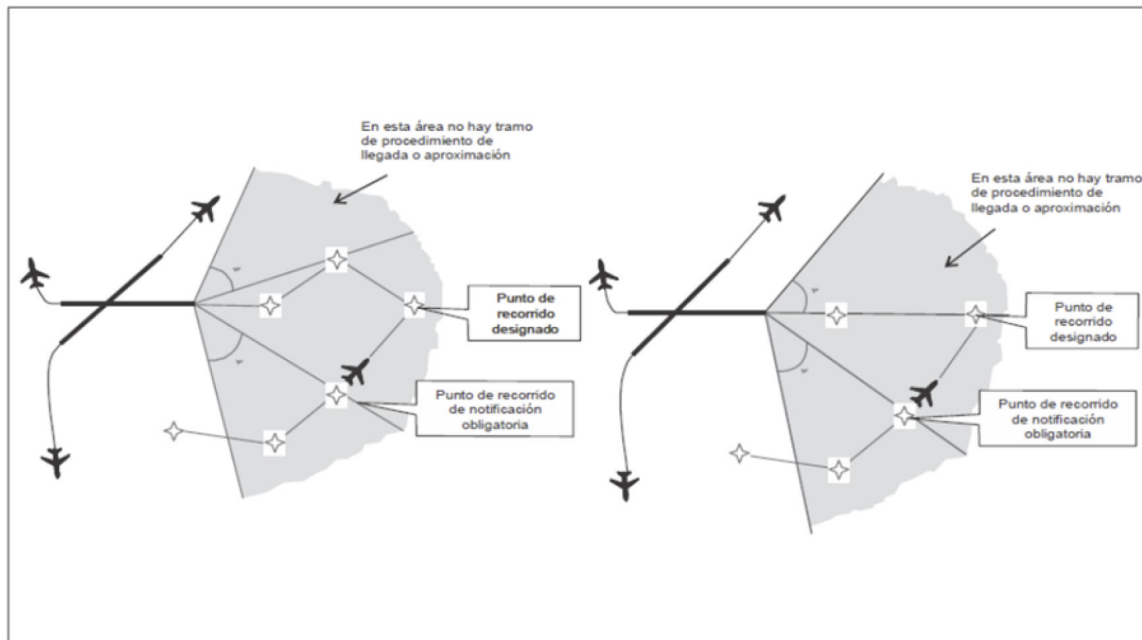 En esta área no hay tramo
de procedimiento de
llegada o aproximación
Punto de
recorrido
designado
Punto de recorrido
de notificación
obligatoria
En esta área no hay tramo
de procedimiento de
llegada o aproximación
Punto de
recorrido
designado
Punto de recorrido
de notificación
obligatoria